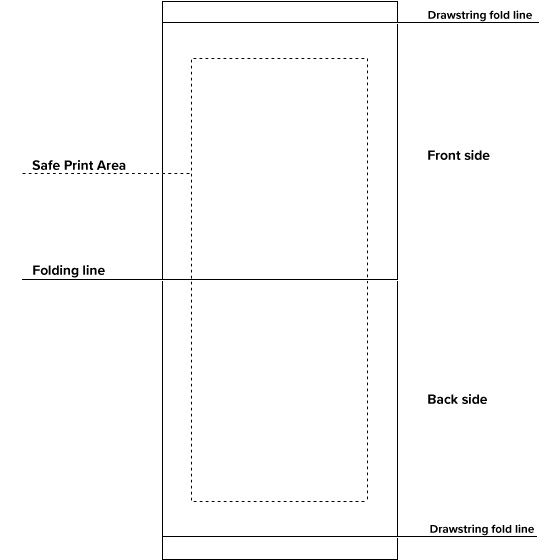 Drawstring fold line
Front side
Safe Print Area
Folding line
Back side
Drawstring fold line